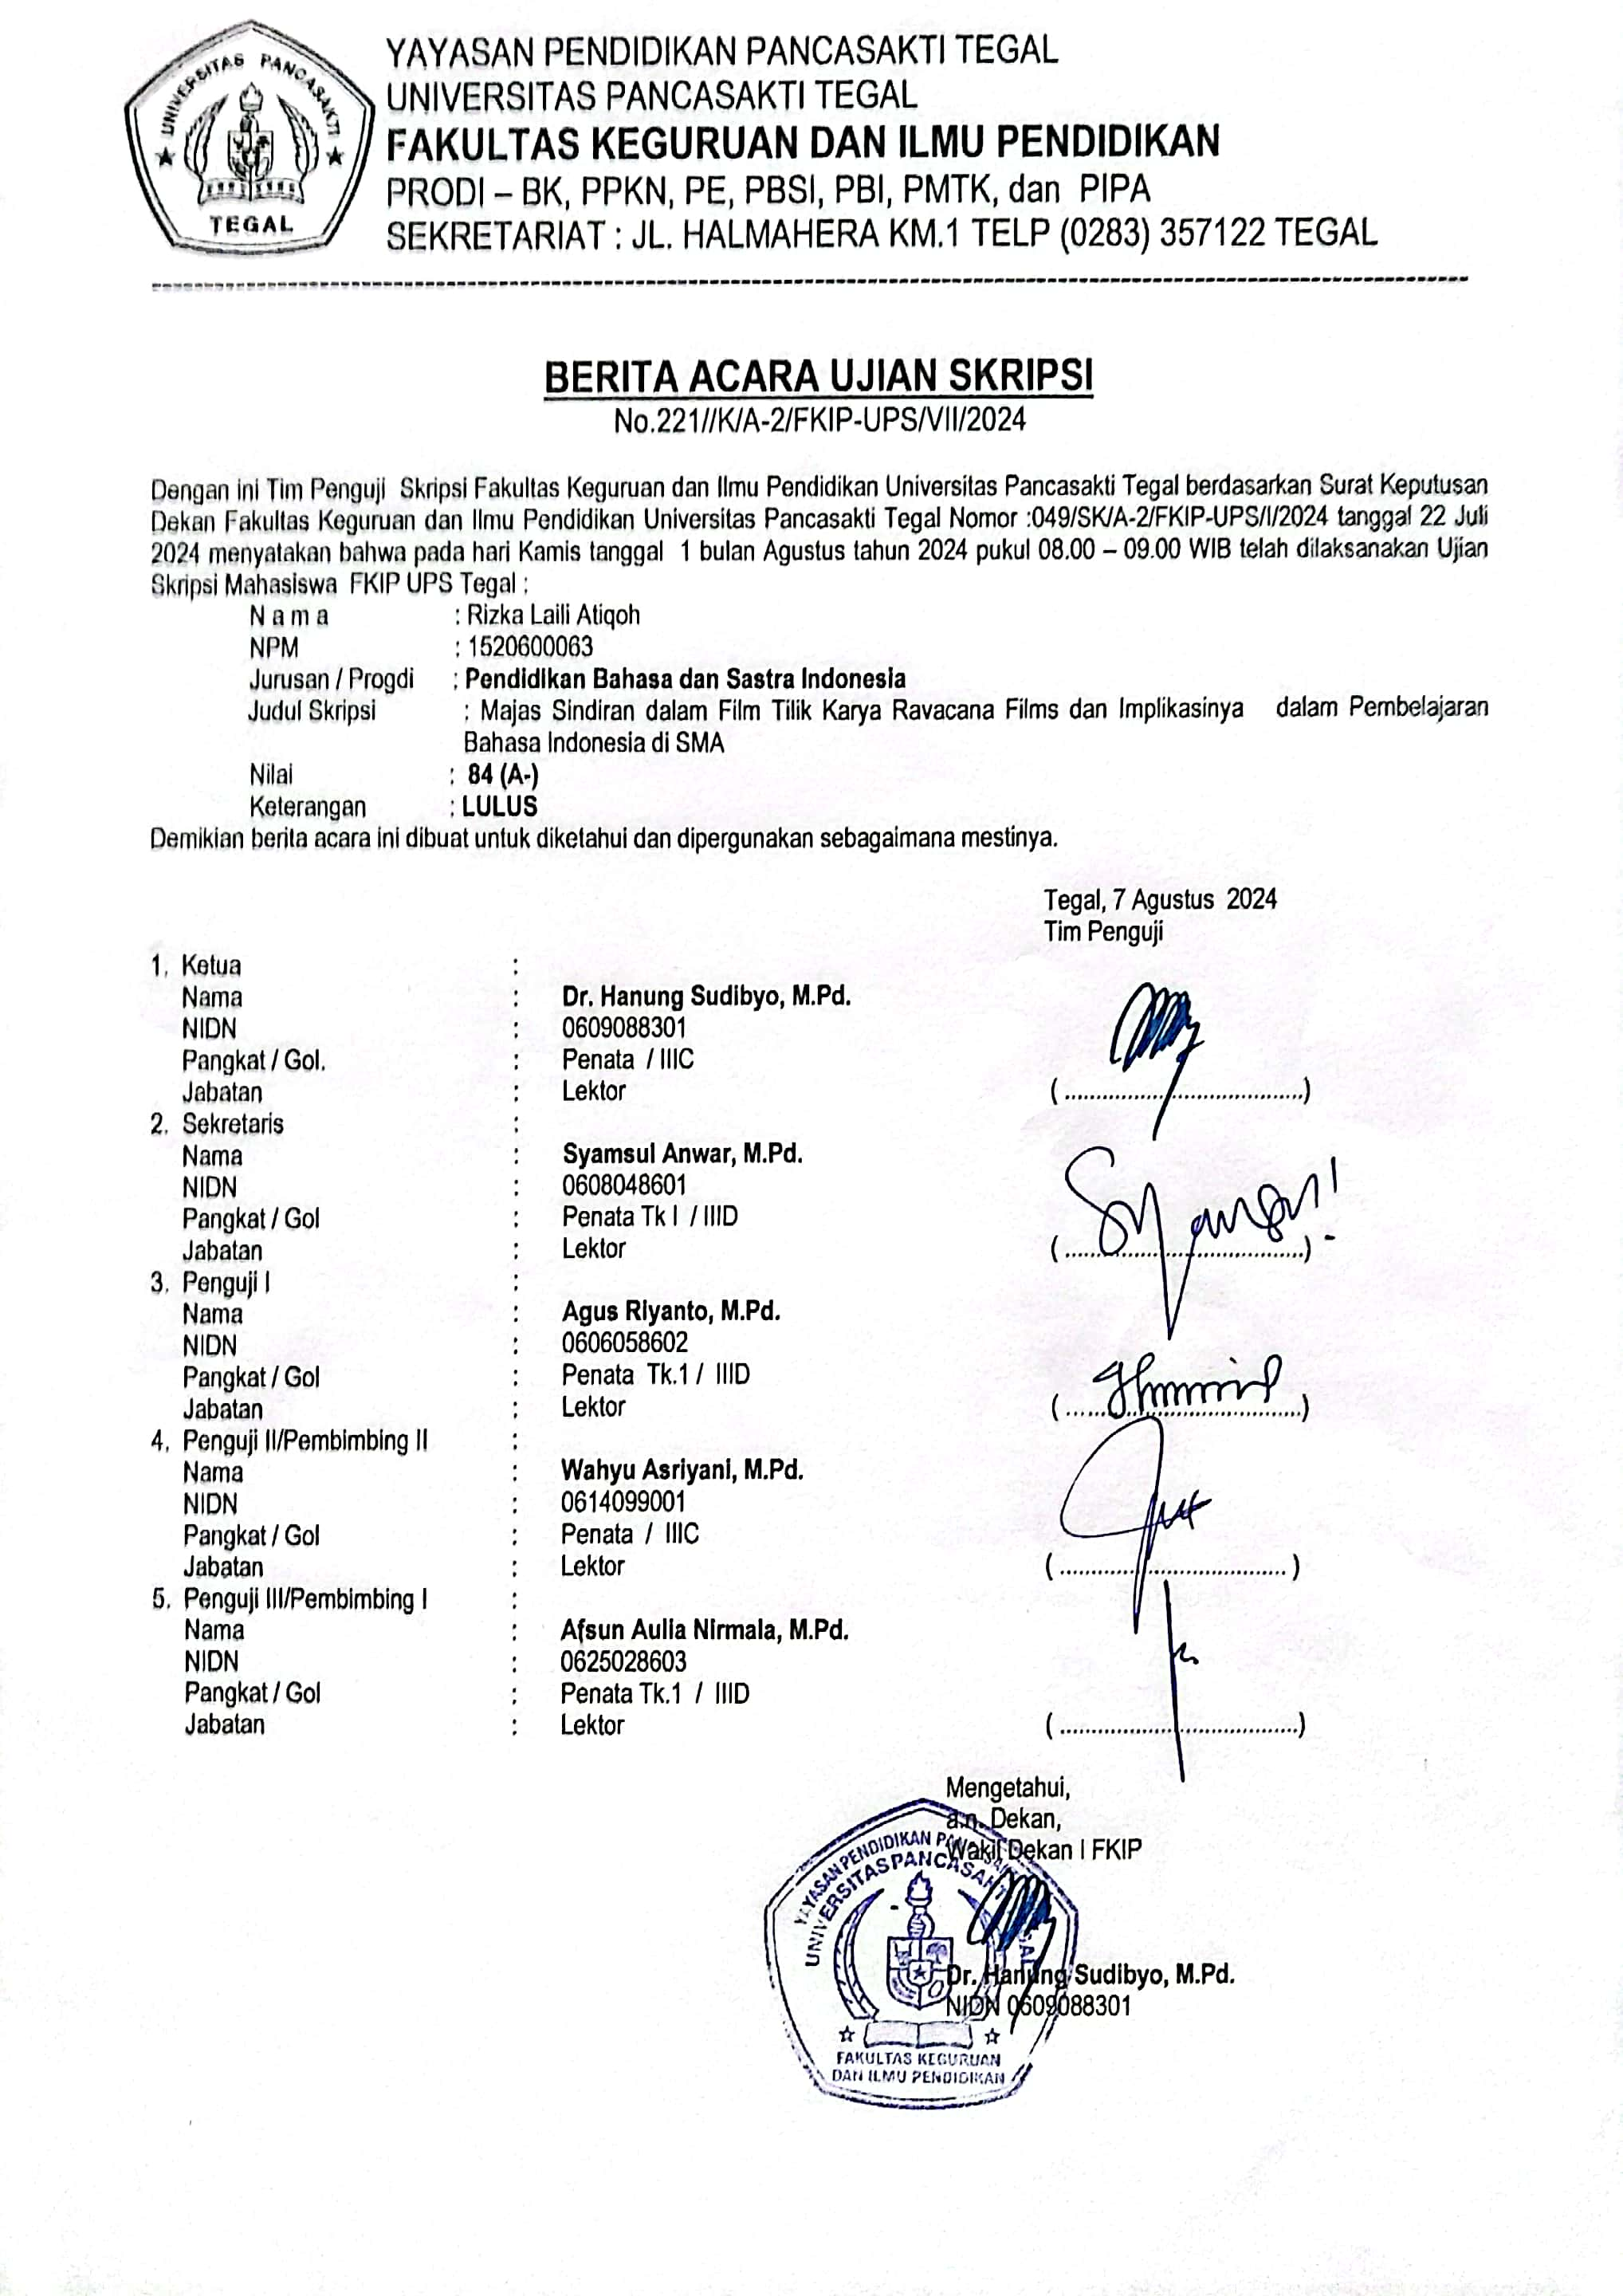 UNIVERSITAS PANCASAKTI
TEGAL
YAYASAN PENDIDIKAN PANCASAKTI TEGAL
UNIVERSITAS PANCASAKTI TEGAL
FAKULTAS KEGURUAN DAN ILMU PENDIDIKAN
PRODI – BK, PPKN, PE, PBSI, PBI, PMTK, dan PIPA
SEKRETARIAT : JL. HALMAHERA KM.1 TELP (0283) 357122 TEGAL
BERITA ACARA UJIAN SKRIPSI
No.221//K/A-2/FKIP-UPS/VII/2024
Dengan ini Tim Penguji Skripsi Fakultas Keguruan dan Ilmu Pendidikan Universitas Pancasakti Tegal berdasarkan Surat Keputusan
Dekan Fakultas Keguruan dan Ilmu Pendidikan Universitas Pancasakti Tegal Nomor :049/SK/A-2/FKIP-UPS/I/2024 tanggal 22 Juli
2024 menyatakan bahwa pada hari Kamis tanggal 1 bulan Agustus tahun 2024 pukul 08.00 – 09.00 WIB telah dilaksanakan Ujian
Skripsi Mahasiswa FKIP UPS Tegal :
N a m a : Rizka Laili Atiqoh
NPM : 1520600063
Jurusan / Progdi : Pendidikan Bahasa dan Sastra Indonesia
Judul Skripsi : Majas Sindiran dalam Film Tilik Karya Ravacana Films dan Implikasinya dalam Pembelajaran
Bahasa Indonesia di SMA
Nilai : 84 (A-)
Keterangan : LULUS
Demikian berita acara ini dibuat untuk diketahui dan dipergunakan sebagaimana mestinya.
Tegal, 7 Agustus 2024
Tim Penguji
1. Ketua :
Nama : Dr. Hanung Sudibyo, M.Pd.
NIDN : 0609088301
Pangkat / Gol. : Penata / IIIC
Jabatan : Lektor (........................................)
2. Sekretaris :
Nama : Syamsul Anwar, M.Pd.
NIDN : 0608048601
Pangkat / Gol : Penata Tk I / IIID
Jabatan : Lektor (........................................)
3. Penguji I :
Nama : Agus Riyanto, M.Pd.
NIDN : 0606058602
Pangkat / Gol : Penata Tk.1 / IIID
Jabatan : Lektor (........................................)
4. Penguji II/Pembimbing II :
Nama : Wahyu Asriyani, M.Pd.
NIDN : 0614099001
Pangkat / Gol : Penata / IIIC
Jabatan : Lektor (........................................)
5. Penguji III/Pembimbing I :
Nama : Afsun Aulia Nirmala, M.Pd.
NIDN : 0625028603
Pangkat / Gol : Penata Tk.1 / IIID
Jabatan : Lektor (........................................)
Mengetahui,
a.n. Dekan,
Wakil Dekan I FKIP
YAYASAN PENDIDIKAN
UNIVERSITAS PANCASAKTI
Dr. Hanung Sudibyo, M.Pd.
NIDN 0609088301
FAKULTAS KEGURUAN
DAN ILMU PENDIDIKAN